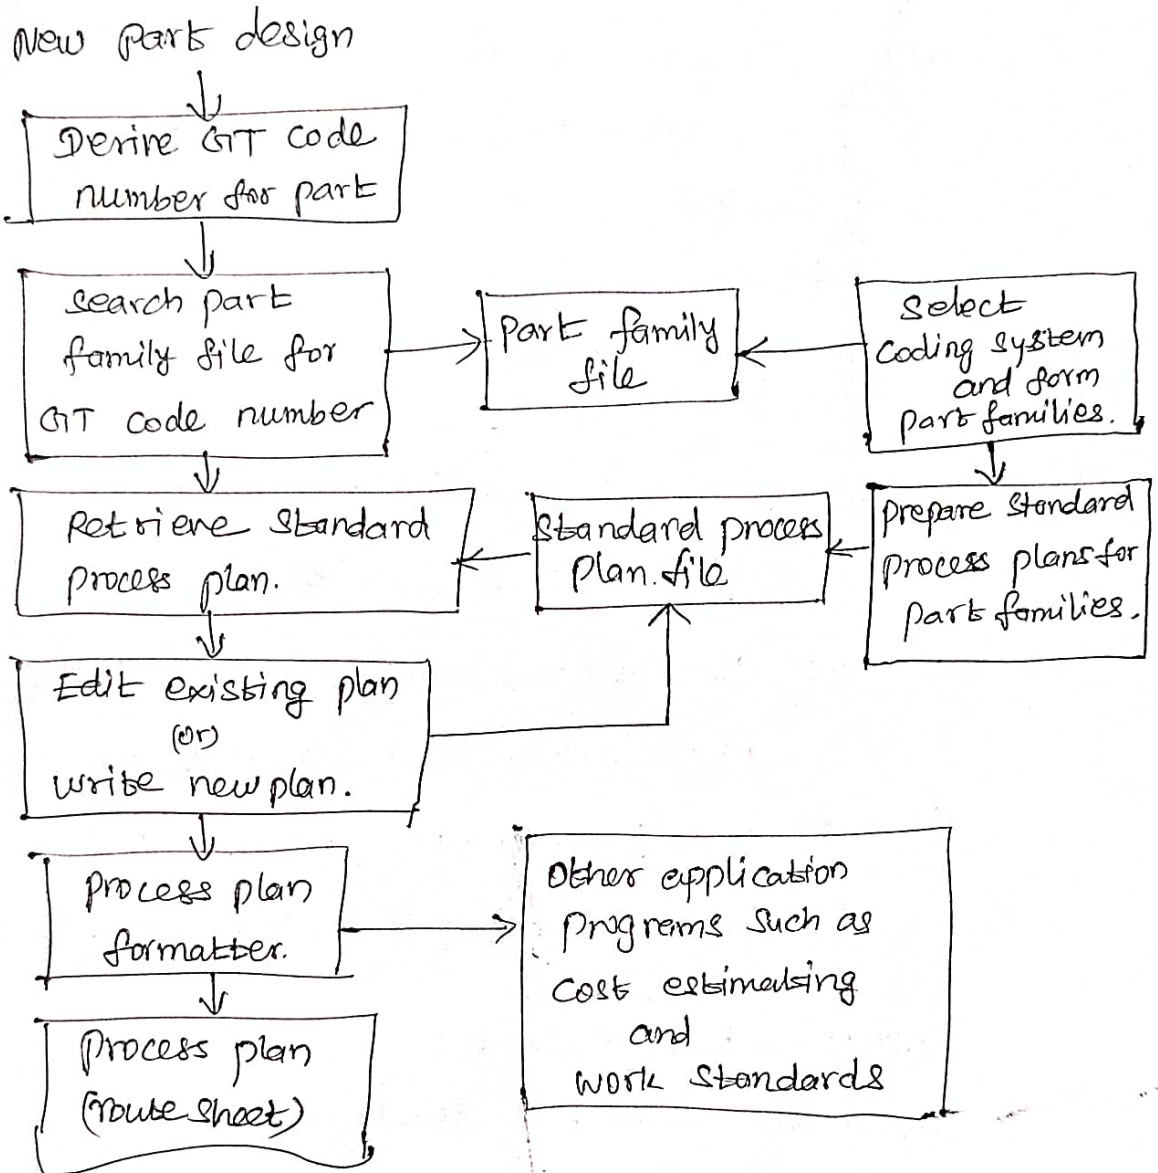 New part design
Derive GT code
number for part
search part
family file for
GT code number
part family
file
Select
coding system
and form
part families.
Retrieve Standard
process plan.
Standard process
plan. file
prepare standard
process plans for
part families.
Edit existing plan
(or)
write new plan.
process plan
formatter.
Other application
programs such as
cost estimating
and
work standards
process plan
(route sheet)